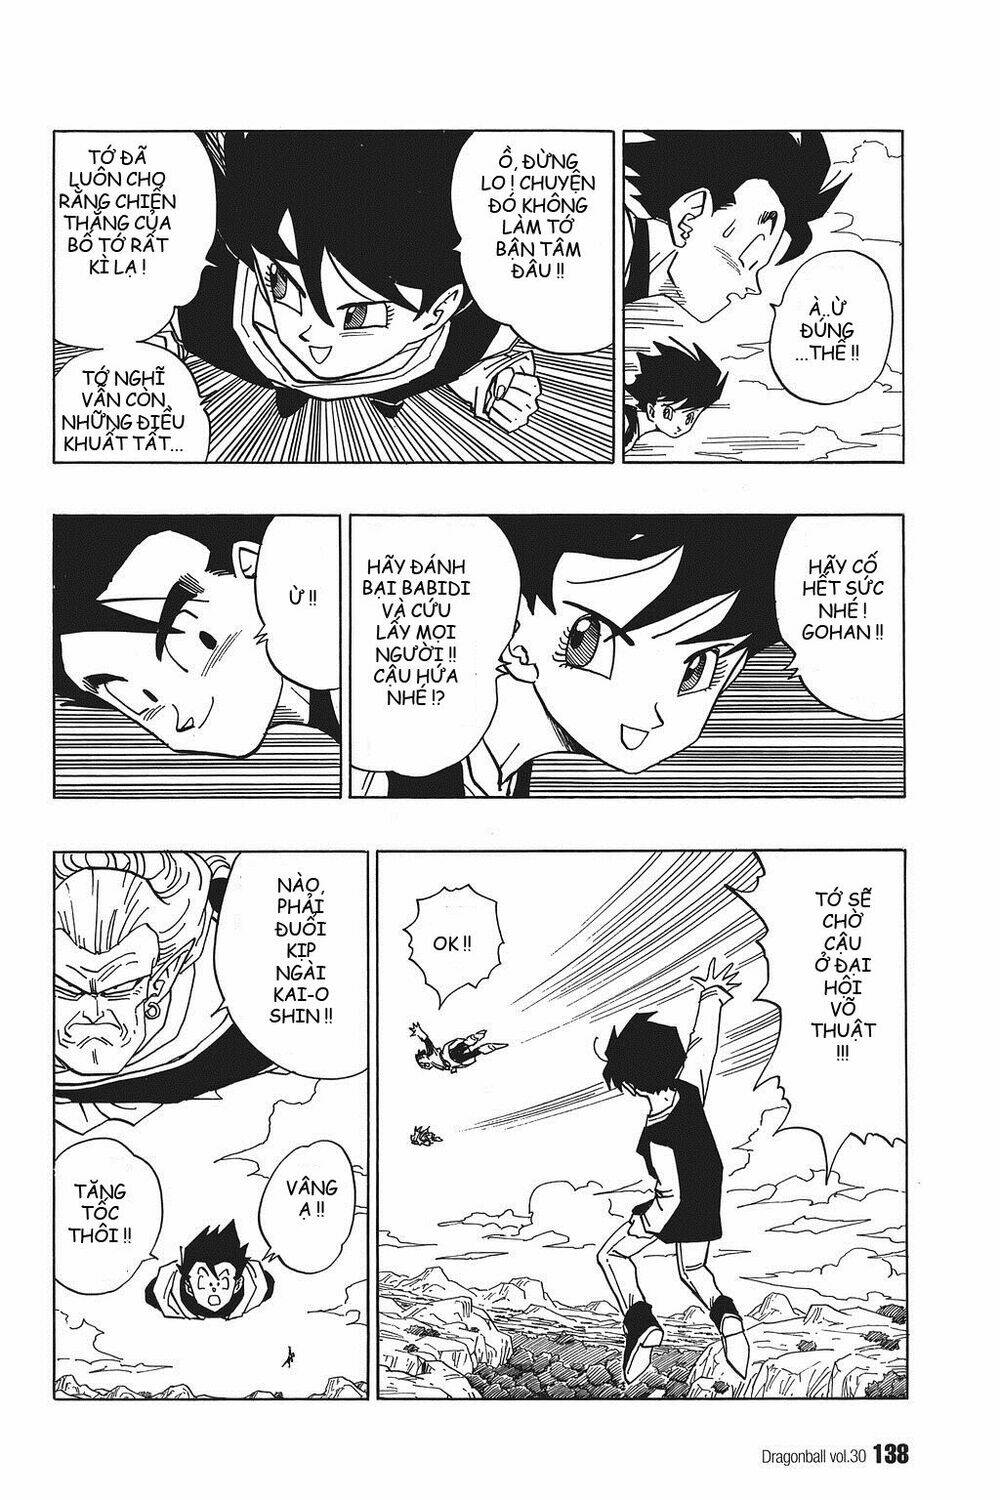 À..Ừ
ĐÚNG
...THẾ !!
Ồ, ĐỪNG
LO ! CHUYỆN
ĐÓ KHÔNG
LÀM TỚ
BẬN TÂM
ĐÂU !!
TỚ ĐÃ
LUÔN CHO
RẰNG CHIẾN
THẮNG CỦA
BỐ TỚ RẤT
KÌ LẠ !
TỚ NGHĨ
VẪN CÒN
NHỮNG ĐIỀU
KHUẤT TẤT...
HÃY CỐ
HẾT SỨC
NHÉ !
GOHAN !!
HÃY ĐÁNH
BẠI BABIDI
VÀ CỨU
LẤY MỌI
NGƯỜI !!
CẬU HỨA
NHÉ !?
Ừ !!
TỚ SẼ
CHỜ
CẬU
Ở ĐẠI
HỘI
VÕ
THUẬT
!!!
OK !!
NÀO,
PHẢI
ĐUỔI
KỊP
NGÀI
KAI-O
SHIN !!
VÂNG
Ạ !!
TĂNG
TỐC
THÔI !!
Dragonball vol.30 138